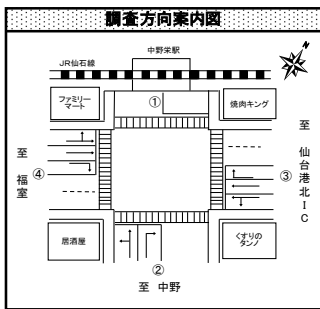 調査方向案内図
中野栄駅
N
JR仙石線
ファミリー
マート
①
焼肉キング
至
福室
④
至
仙台港北IC
③
居酒屋
くすりの
タンノ
②
至 中野